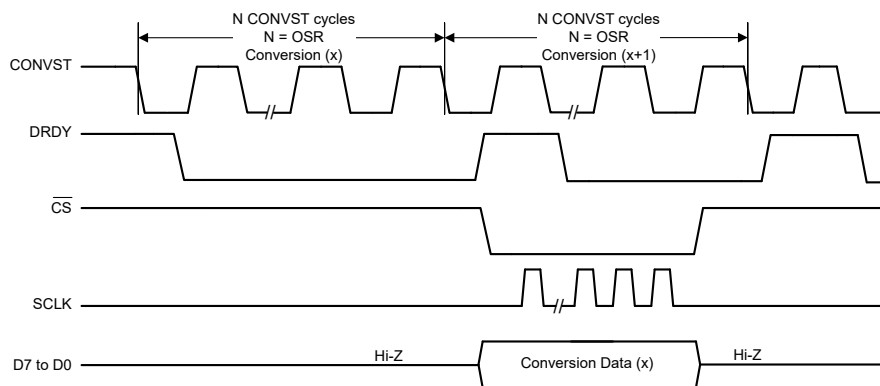 N CONVST cycles
N = OSR
Conversion (x)
N CONVST cycles
N = OSR
Conversion (x+1)
CONVST
DRDY
CS
SCLK
D7 to D0
Hi-Z
Conversion Data (x)
Hi-Z